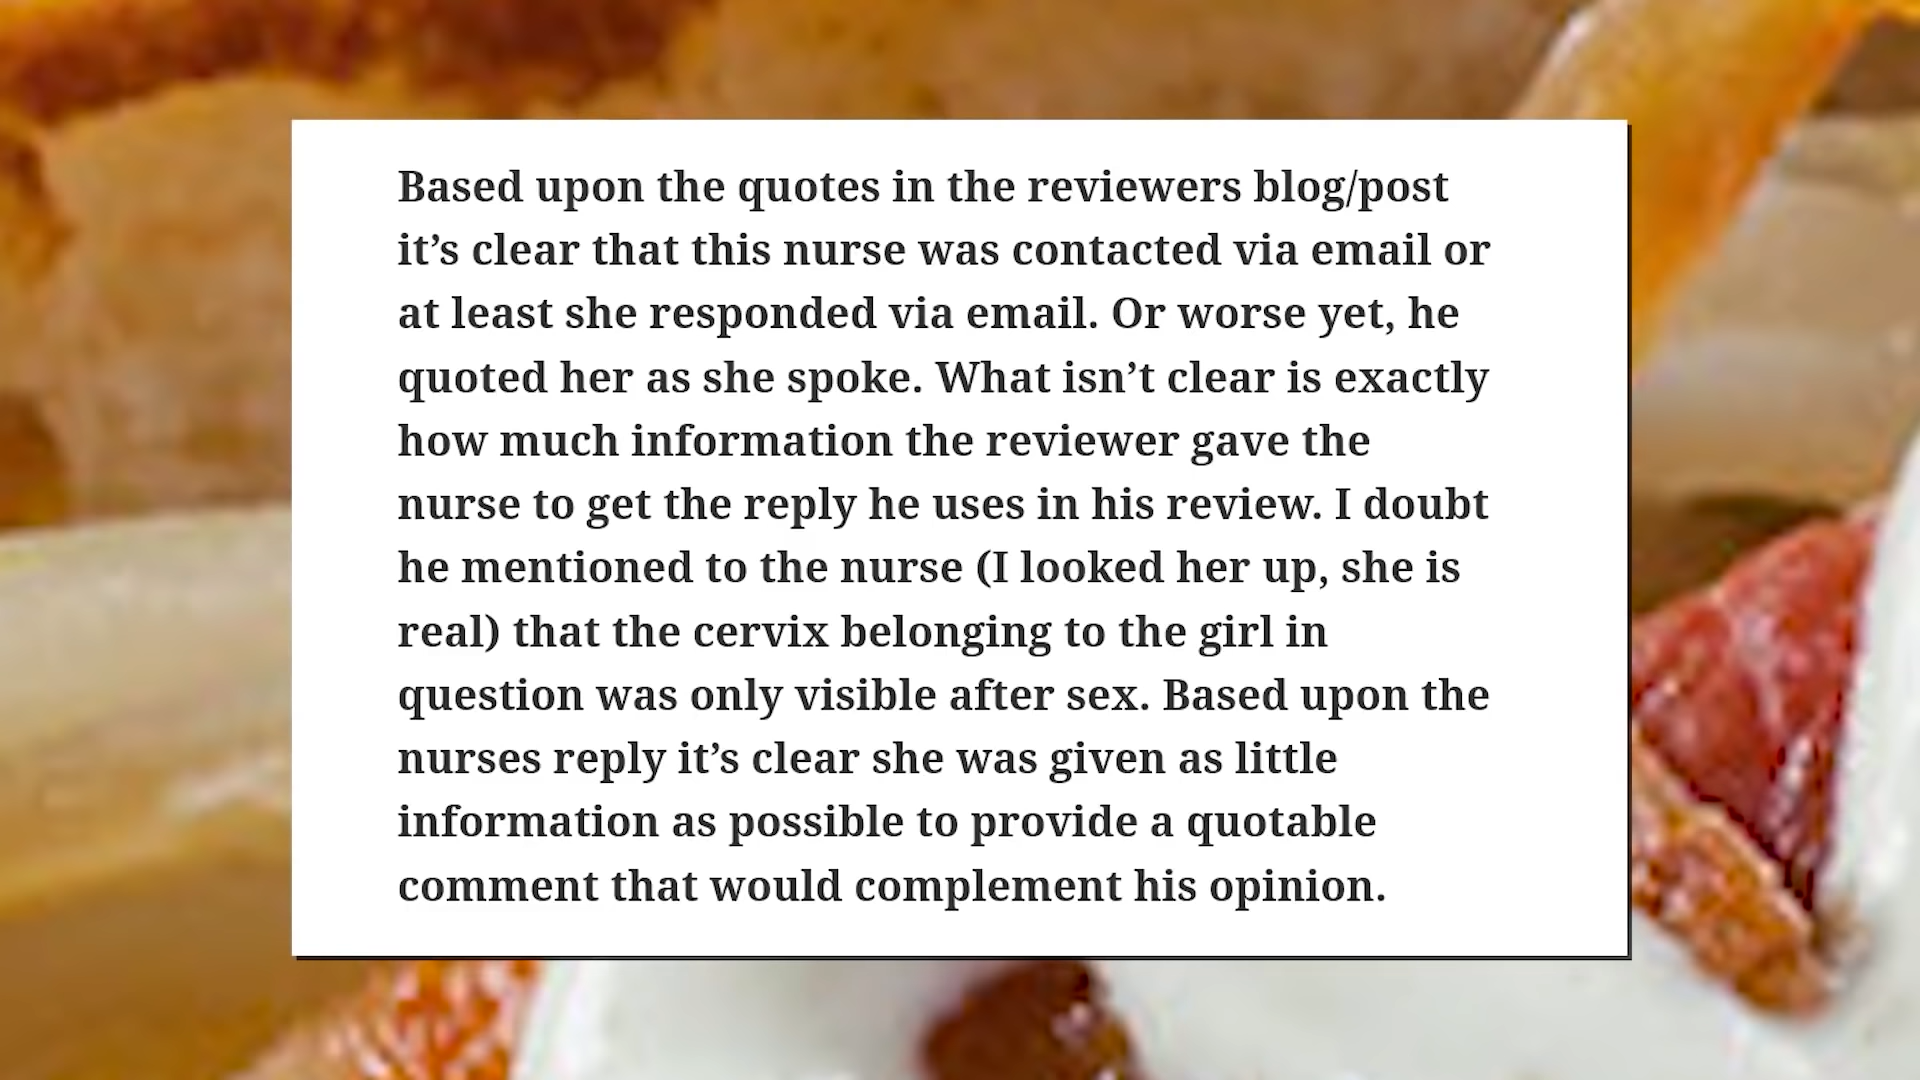 Based upon the quotes in the reviewers blog/post
it’s clear that this nurse was contacted via email or
at least she responded via email. Or worse yet, he
quoted her as she spoke. What isn’t clear is exactly
how much information the reviewer gave the
nurse to get the reply he uses in his review. I doubt
he mentioned to the nurse (I looked her up, she is
real) that the cervix belonging to the girl in
question was only visible after sex. Based upon the
nurses reply it’s clear she was given as little
information as possible to provide a quotable
comment that would complement his opinion.